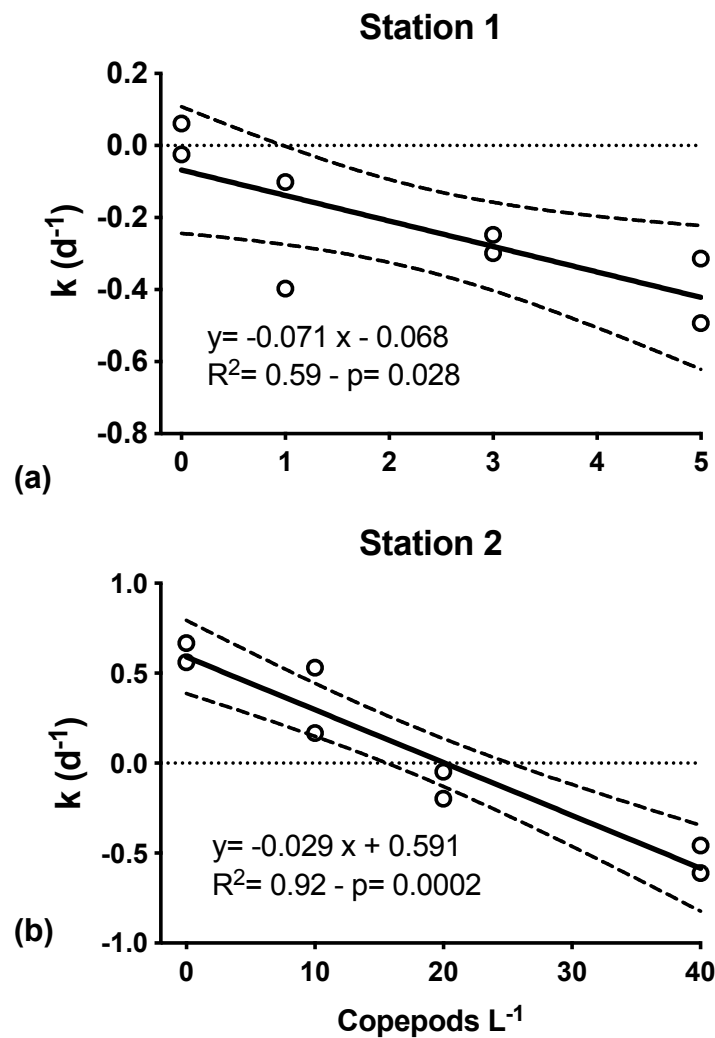 Station 1
0.2
0.0
-0.2
-0.4
-0.6
-0.8
k (d⁻¹)
y= -0.071 x - 0.068
R²= 0.59 - p= 0.028
0 1 2 3 4 5
(a)
Station 2
1.0
0.5
0.0
-0.5
-1.0
k (d⁻¹)
y= -0.029 x + 0.591
R²= 0.92 - p= 0.0002
(b)
0 10 20 30 40
Copepods L⁻¹